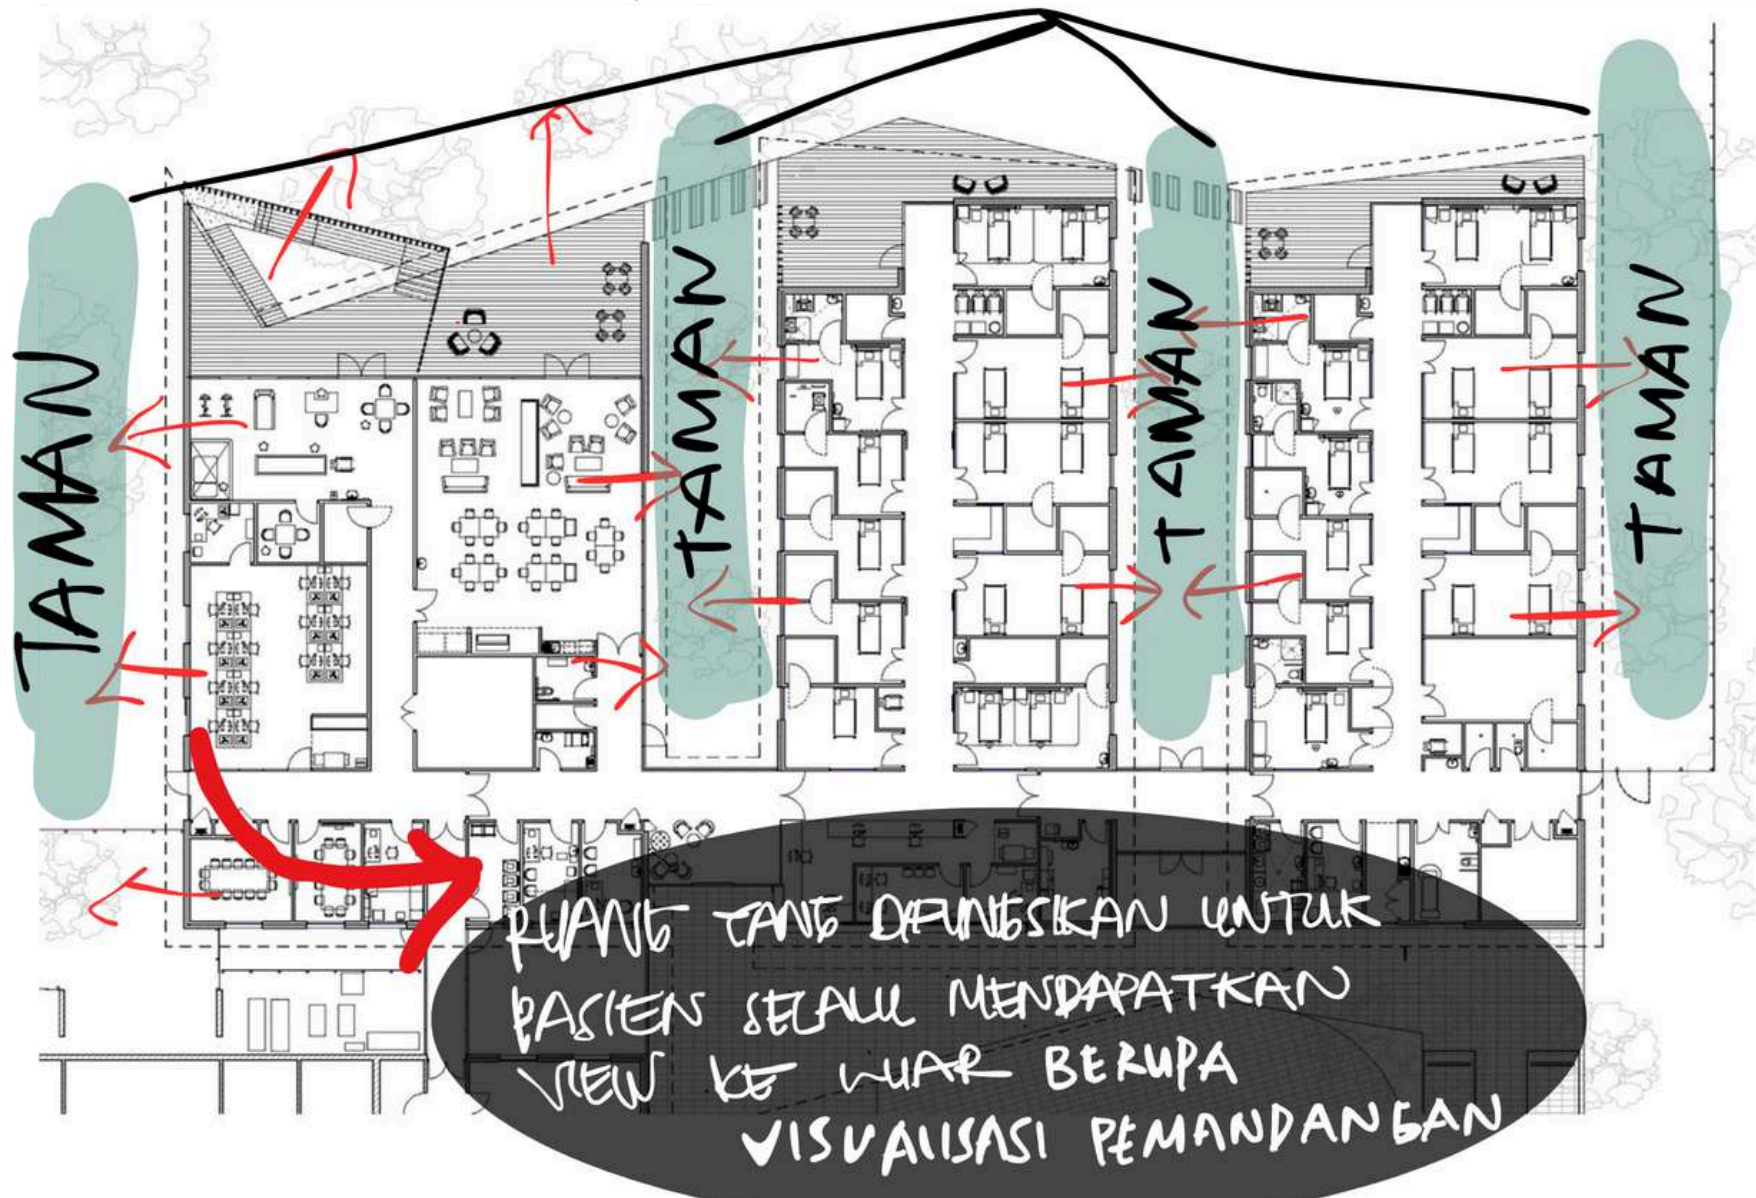 TAMAN
TAMAN
TAMAN
TAMAN
RUANG YANG DIFUNGSIKAN UNTUK
PASIEN SELALU MENDAPATKAN
VIEW KE LUAR BERUPA
VISUALISASI PEMANDANGAN